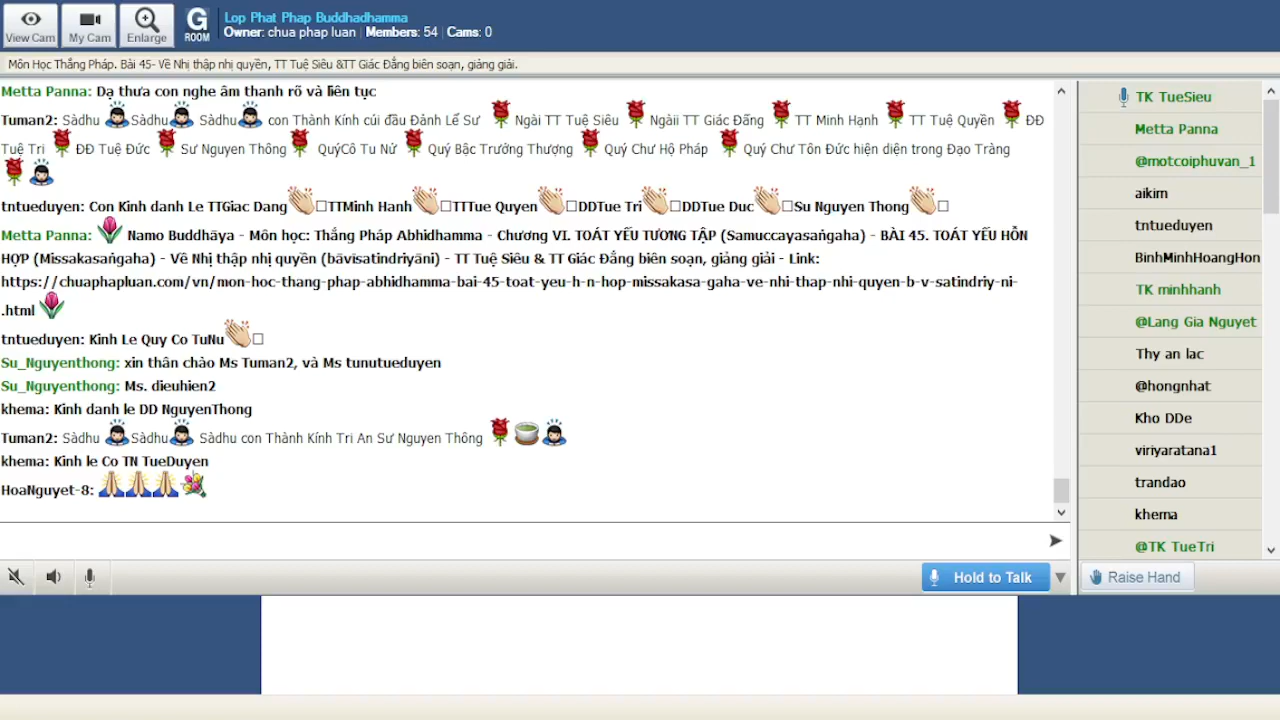 View Cam
My Cam
Enlarge
G
ROOM
Lop Phat Phap Buddhadhamma
Owner: chua phap luan | Members: 54 | Cams: 0
Môn Học Thắng Pháp. Bài 45- Về Nhị thập nhị quyền, TT Tuệ Siêu &TT Giác Đẳng biên soạn, giảng giải.
Metta Panna: Dạ thưa con nghe âm thanh rõ và liên tục
Tuman2: Sàdhu Sàdhu Sàdhu con Thành Kính cúi đầu Đảnh Lể Sư Ngài TT Tuệ Siêu Ngàii TT Giác Đẩng TT Minh Hạnh TT Tuệ Quyền ĐĐ
Tuệ Tri ĐĐ Tuệ Đức Sư Nguyen Thông QuýCô Tu Nử Quý Bậc Trưởng Thượng Quý Chư Hộ Pháp Quý Chư Tôn Đức hiện diện trong Đạo Tràng
tntueduyen: Con Kinh danh Le TTGiac Dang TTMinh Hanh TTTue Quyen DDTue Tri DDTue Duc Su Nguyen Thong
Metta Panna: Namo Buddhāya - Môn học: Thắng Pháp Abhidhamma - Chương VI. TOÁT YẾU TƯƠNG TẬP (Samuccayasaṅgaha) - BÀI 45. TOÁT YẾU HỖN
HỢP (Missakasaṅgaha) - Về Nhị thập nhị quyền (bāvīsatindriyāni) - TT Tuệ Siêu & TT Giác Đẳng biên soạn, giảng giải - Link:
https://chuaphapluan.com/vn/mon-hoc-thang-phap-abhidhamma-bai-45-toat-yeu-h-n-hop-missakasa-gaha-ve-nhi-thap-nhi-quyen-b-v-satindriy-ni-
.html
tntueduyen: Kinh Le Quy Co TuNu
Su_Nguyenthong: xin thân chào Ms Tuman2, và Ms tunutueduyen
Su_Nguyenthong: Ms. dieuhien2
khema: Kinh danh le DD NguyenThong
Tuman2: Sàdhu Sàdhu Sàdhu con Thành Kính Tri An Sư Nguyen Thông
khema: Kinh le Co TN TueDuyen
HoaNguyet-8:
Hold to Talk
TK TueSieu
Metta Panna
@motcoiphuvan_1
aikim
tntueduyen
BinhMinhHoangHon
TK minhhanh
@Lang Gia Nguyet
Thy an lac
@hongnhat
Kho DDe
viriyaratana1
trandao
khema
@TK TueTri
Raise Hand